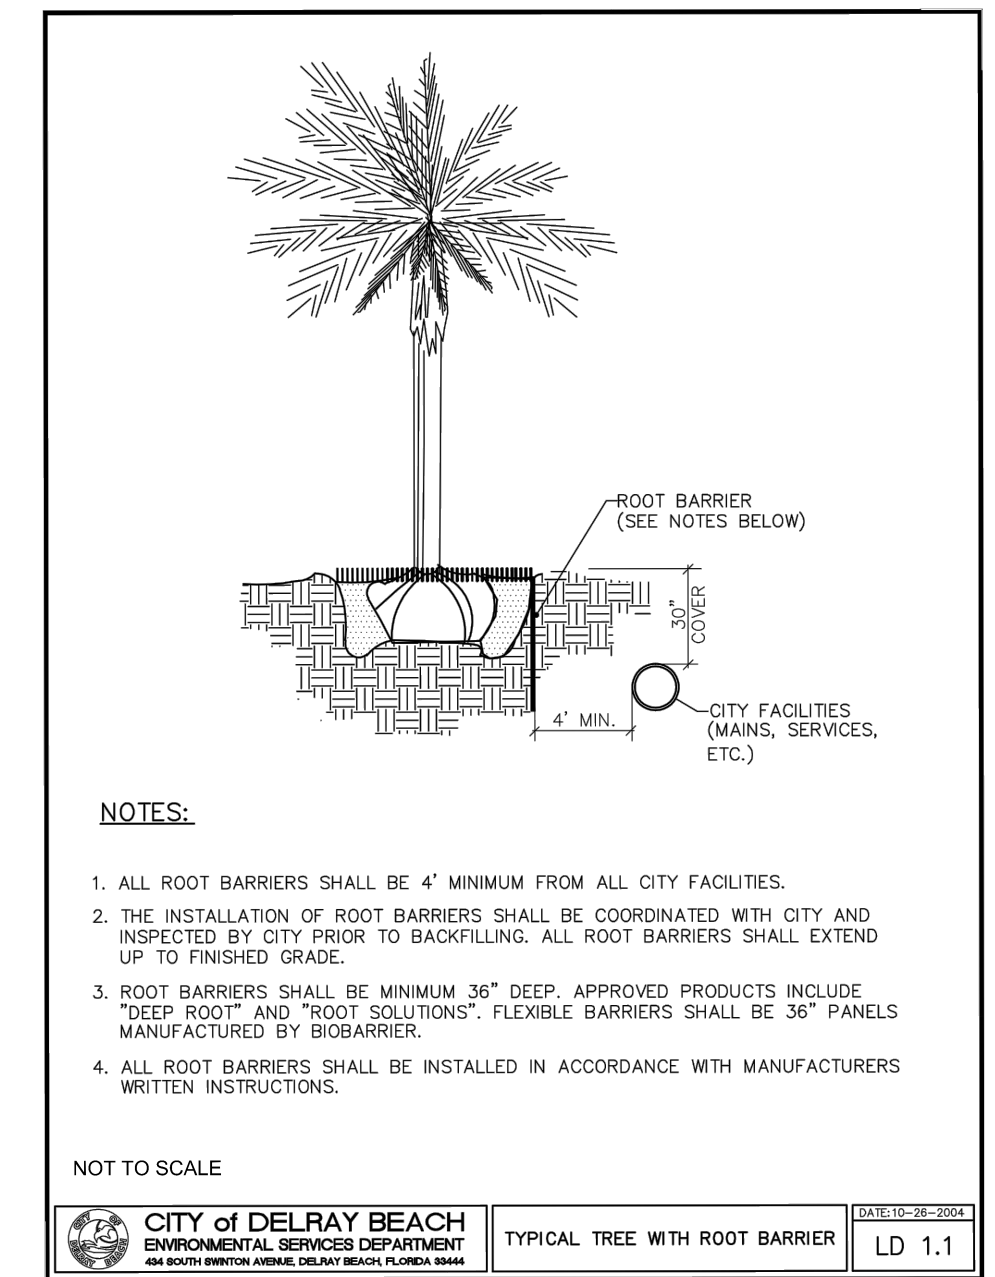 ROOT BARRIER
(SEE NOTES BELOW)
30"
COVER
4' MIN.
CITY FACILITIES
(MAINS, SERVICES,
ETC.)
NOTES:
1. ALL ROOT BARRIERS SHALL BE 4' MINIMUM FROM ALL CITY FACILITIES.
2. THE INSTALLATION OF ROOT BARRIERS SHALL BE COORDINATED WITH CITY AND
INSPECTED BY CITY PRIOR TO BACKFILLING. ALL ROOT BARRIERS SHALL EXTEND
UP TO FINISHED GRADE.
3. ROOT BARRIERS SHALL BE MINIMUM 36" DEEP. APPROVED PRODUCTS INCLUDE
"DEEP ROOT" AND "ROOT SOLUTIONS". FLEXIBLE BARRIERS SHALL BE 36" PANELS
MANUFACTURED BY BIOBARRIER.
4. ALL ROOT BARRIERS SHALL BE INSTALLED IN ACCORDANCE WITH MANUFACTURERS
WRITTEN INSTRUCTIONS.
NOT TO SCALE
CITY OF
DELRAY BEACH
CITY of DELRAY BEACH
ENVIRONMENTAL SERVICES DEPARTMENT
434 SOUTH SWINTON AVENUE, DELRAY BEACH, FLORIDA 33444
TYPICAL TREE WITH ROOT BARRIER
DATE:10-26-2004
LD 1.1